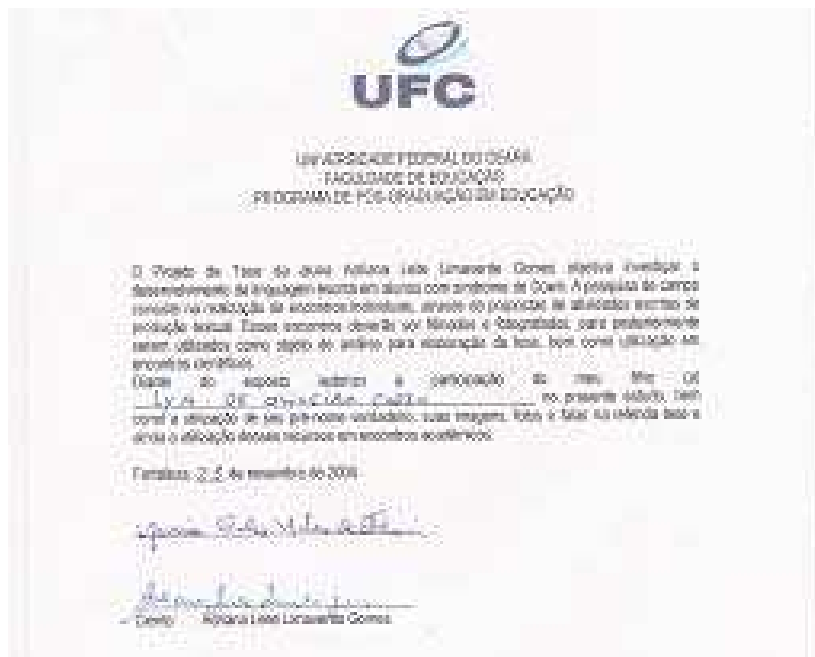 UFC
UNIVERSIDADE FEDERAL DO CEARÁ
FACULDADE DE EDUCAÇÃO
PROGRAMA DE PÓS-GRADUAÇÃO EM EDUCAÇÃO
O Projeto de Tese da aluna Adriana Leite Limaverde Gomes objetiva investigar o
desenvolvimento da linguagem escrita em alunos com síndrome de Down. A pesquisa de campo
consiste na realização de encontros individuais, através de propostas de atividades escritas de
produção textual. Esses encontros deverão ser filmados e fotografados, para posteriormente
serem utilizados como objeto de análise para elaboração da tese, bem como utilização em
encontros científicos.
Diante do exposto autorizo a participação do meu filho (a)
de no presente estudo, bem
como a utilização de seu pré-nome verdadeiro, suas imagens, fotos e falas na referida tese e
ainda a utilização desses recursos em encontros acadêmicos.
Fortaleza, de novembro de
Ciente Adriana Leite Limaverde Gomes